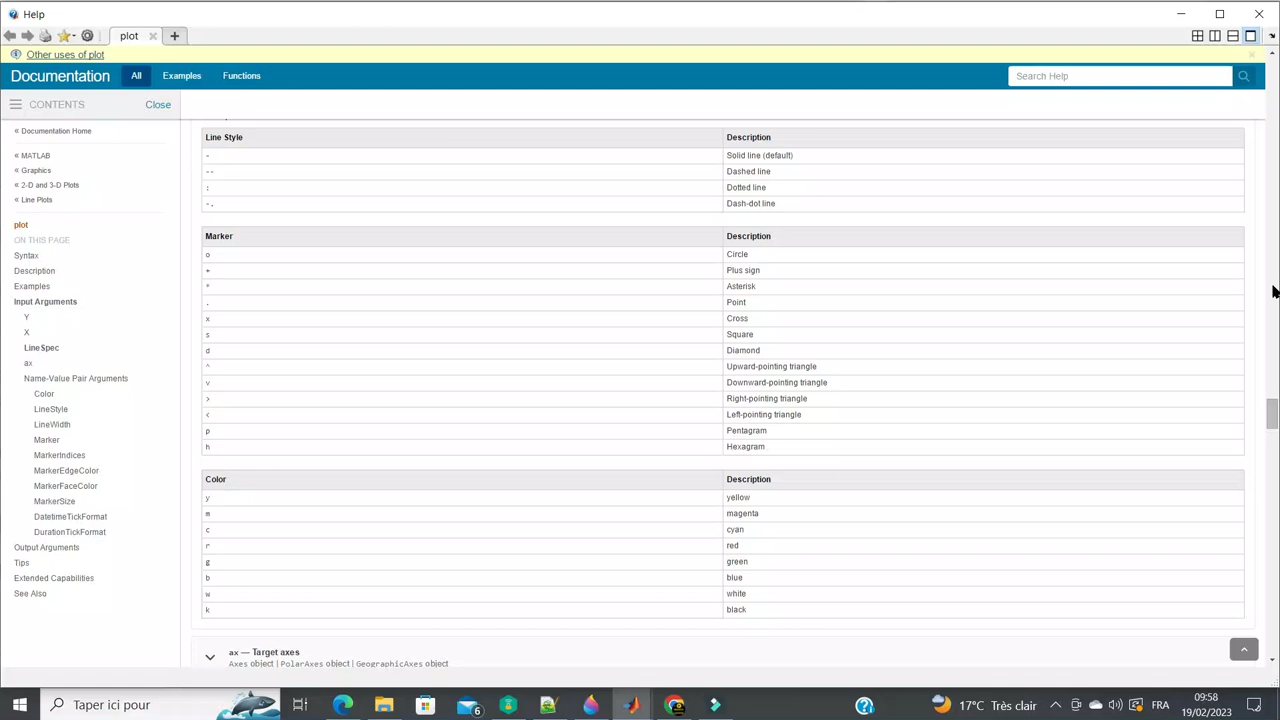 Help
plot
Other uses of plot
Documentation All Examples Functions Search Help
CONTENTS Close
« Documentation Home
« MATLAB
« Graphics
« 2-D and 3-D Plots
« Line Plots
plot
ON THIS PAGE
Syntax
Description
Examples
Input Arguments
Y
X
LineSpec
ax
Name-Value Pair Arguments
Color
LineStyle
LineWidth
Marker
MarkerIndices
MarkerEdgeColor
MarkerFaceColor
MarkerSize
DatetimeTickFormat
DurationTickFormat
Output Arguments
Tips
Extended Capabilities
See Also
Line Style Description
- Solid line (default)
-- Dashed line
: Dotted line
-. Dash-dot line
Marker Description
o Circle
+ Plus sign
* Asterisk
. Point
x Cross
s Square
d Diamond
^ Upward-pointing triangle
v Downward-pointing triangle
> Right-pointing triangle
< Left-pointing triangle
p Pentagram
h Hexagram
Color Description
y yellow
m magenta
c cyan
r red
g green
b blue
w white
k black
ax — Target axes
Axes object | PolarAxes object | GeographicAxes object
Taper ici pour
6
17°C Très clair
FRA
09:58
19/02/2023